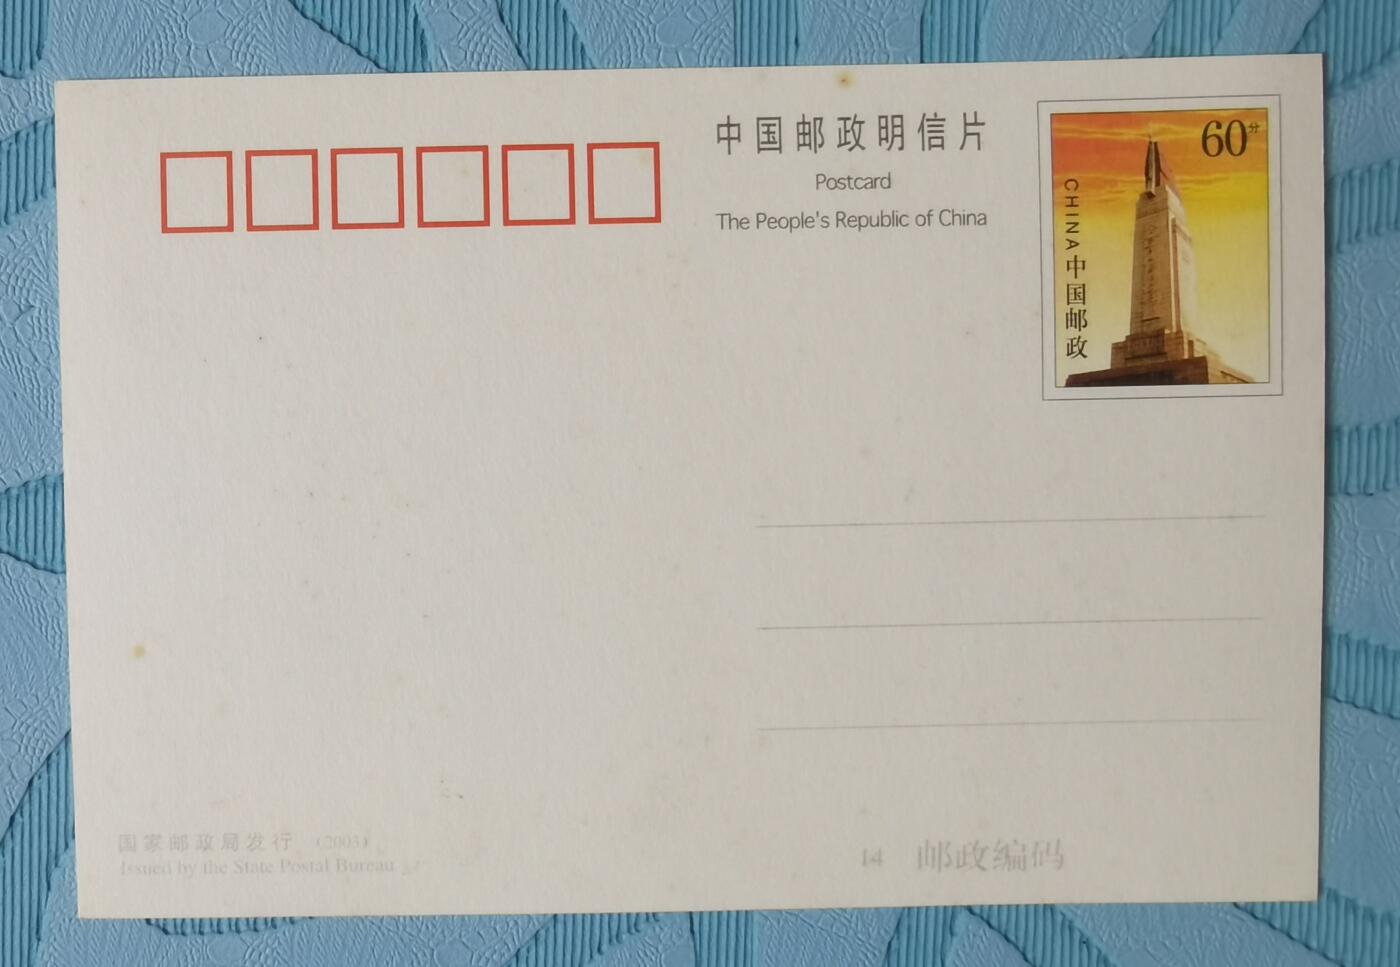 中国邮政明信片
Postcard
The People's Republic of China
60分
CHINA中国邮政
国家邮政局发行 (2003)
Issued by the State Postal Bureau
14 邮政编码